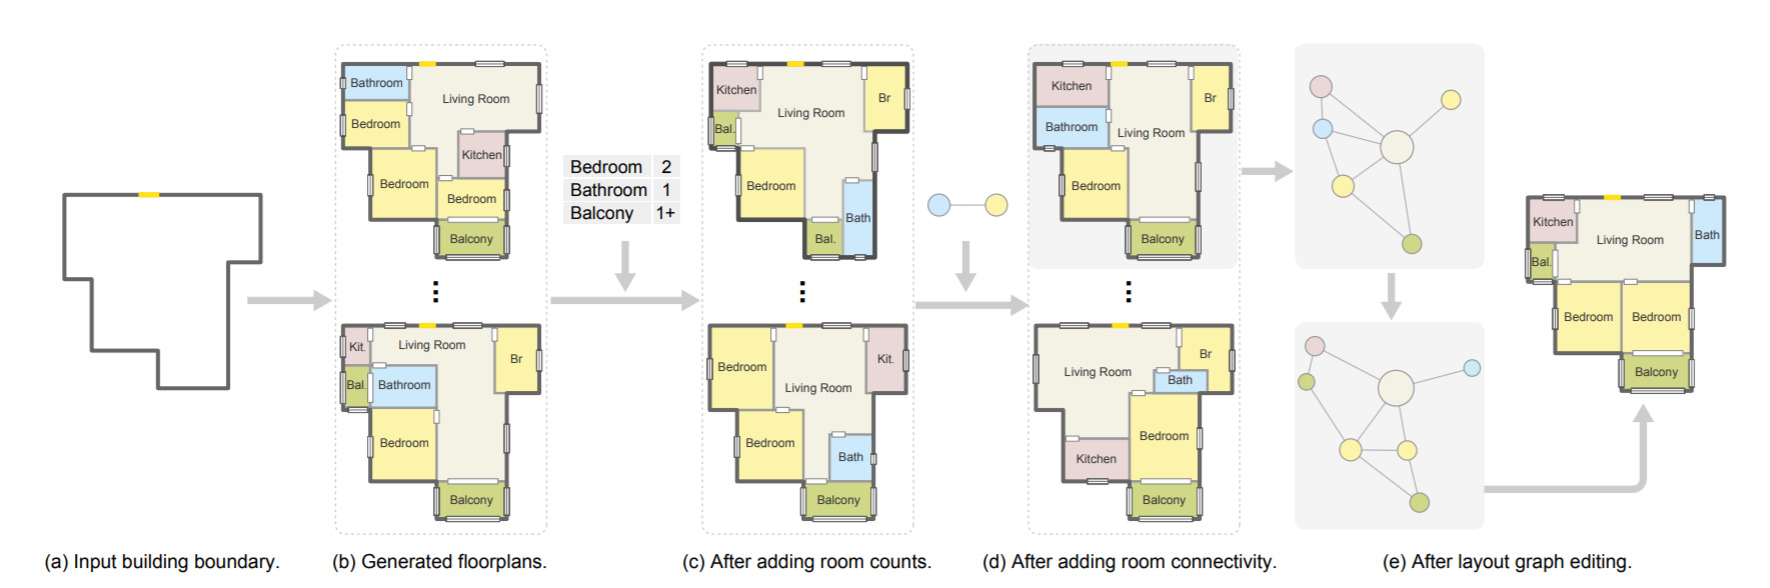 Bathroom
Living Room
Bedroom
Kitchen
Bedroom
Bedroom
Balcony
Kit.
Living Room
Br
Bal.
Bathroom
Bedroom
Balcony
Bedroom 2
Bathroom 1
Balcony 1+
Kitchen
Br
Living Room
Bal.
Bedroom
Bath
Bal.
Bedroom
Kit.
Living Room
Bedroom
Bath
Balcony
Kitchen
Br
Bathroom
Living Room
Bedroom
Balcony
Br
Living Room
Bath
Bedroom
Kitchen
Balcony
Kitchen
Living Room
Bath
Bal.
Bedroom
Bedroom
Balcony
(a) Input building boundary.
(b) Generated floorplans.
(c) After adding room counts.
(d) After adding room connectivity.
(e) After layout graph editing.